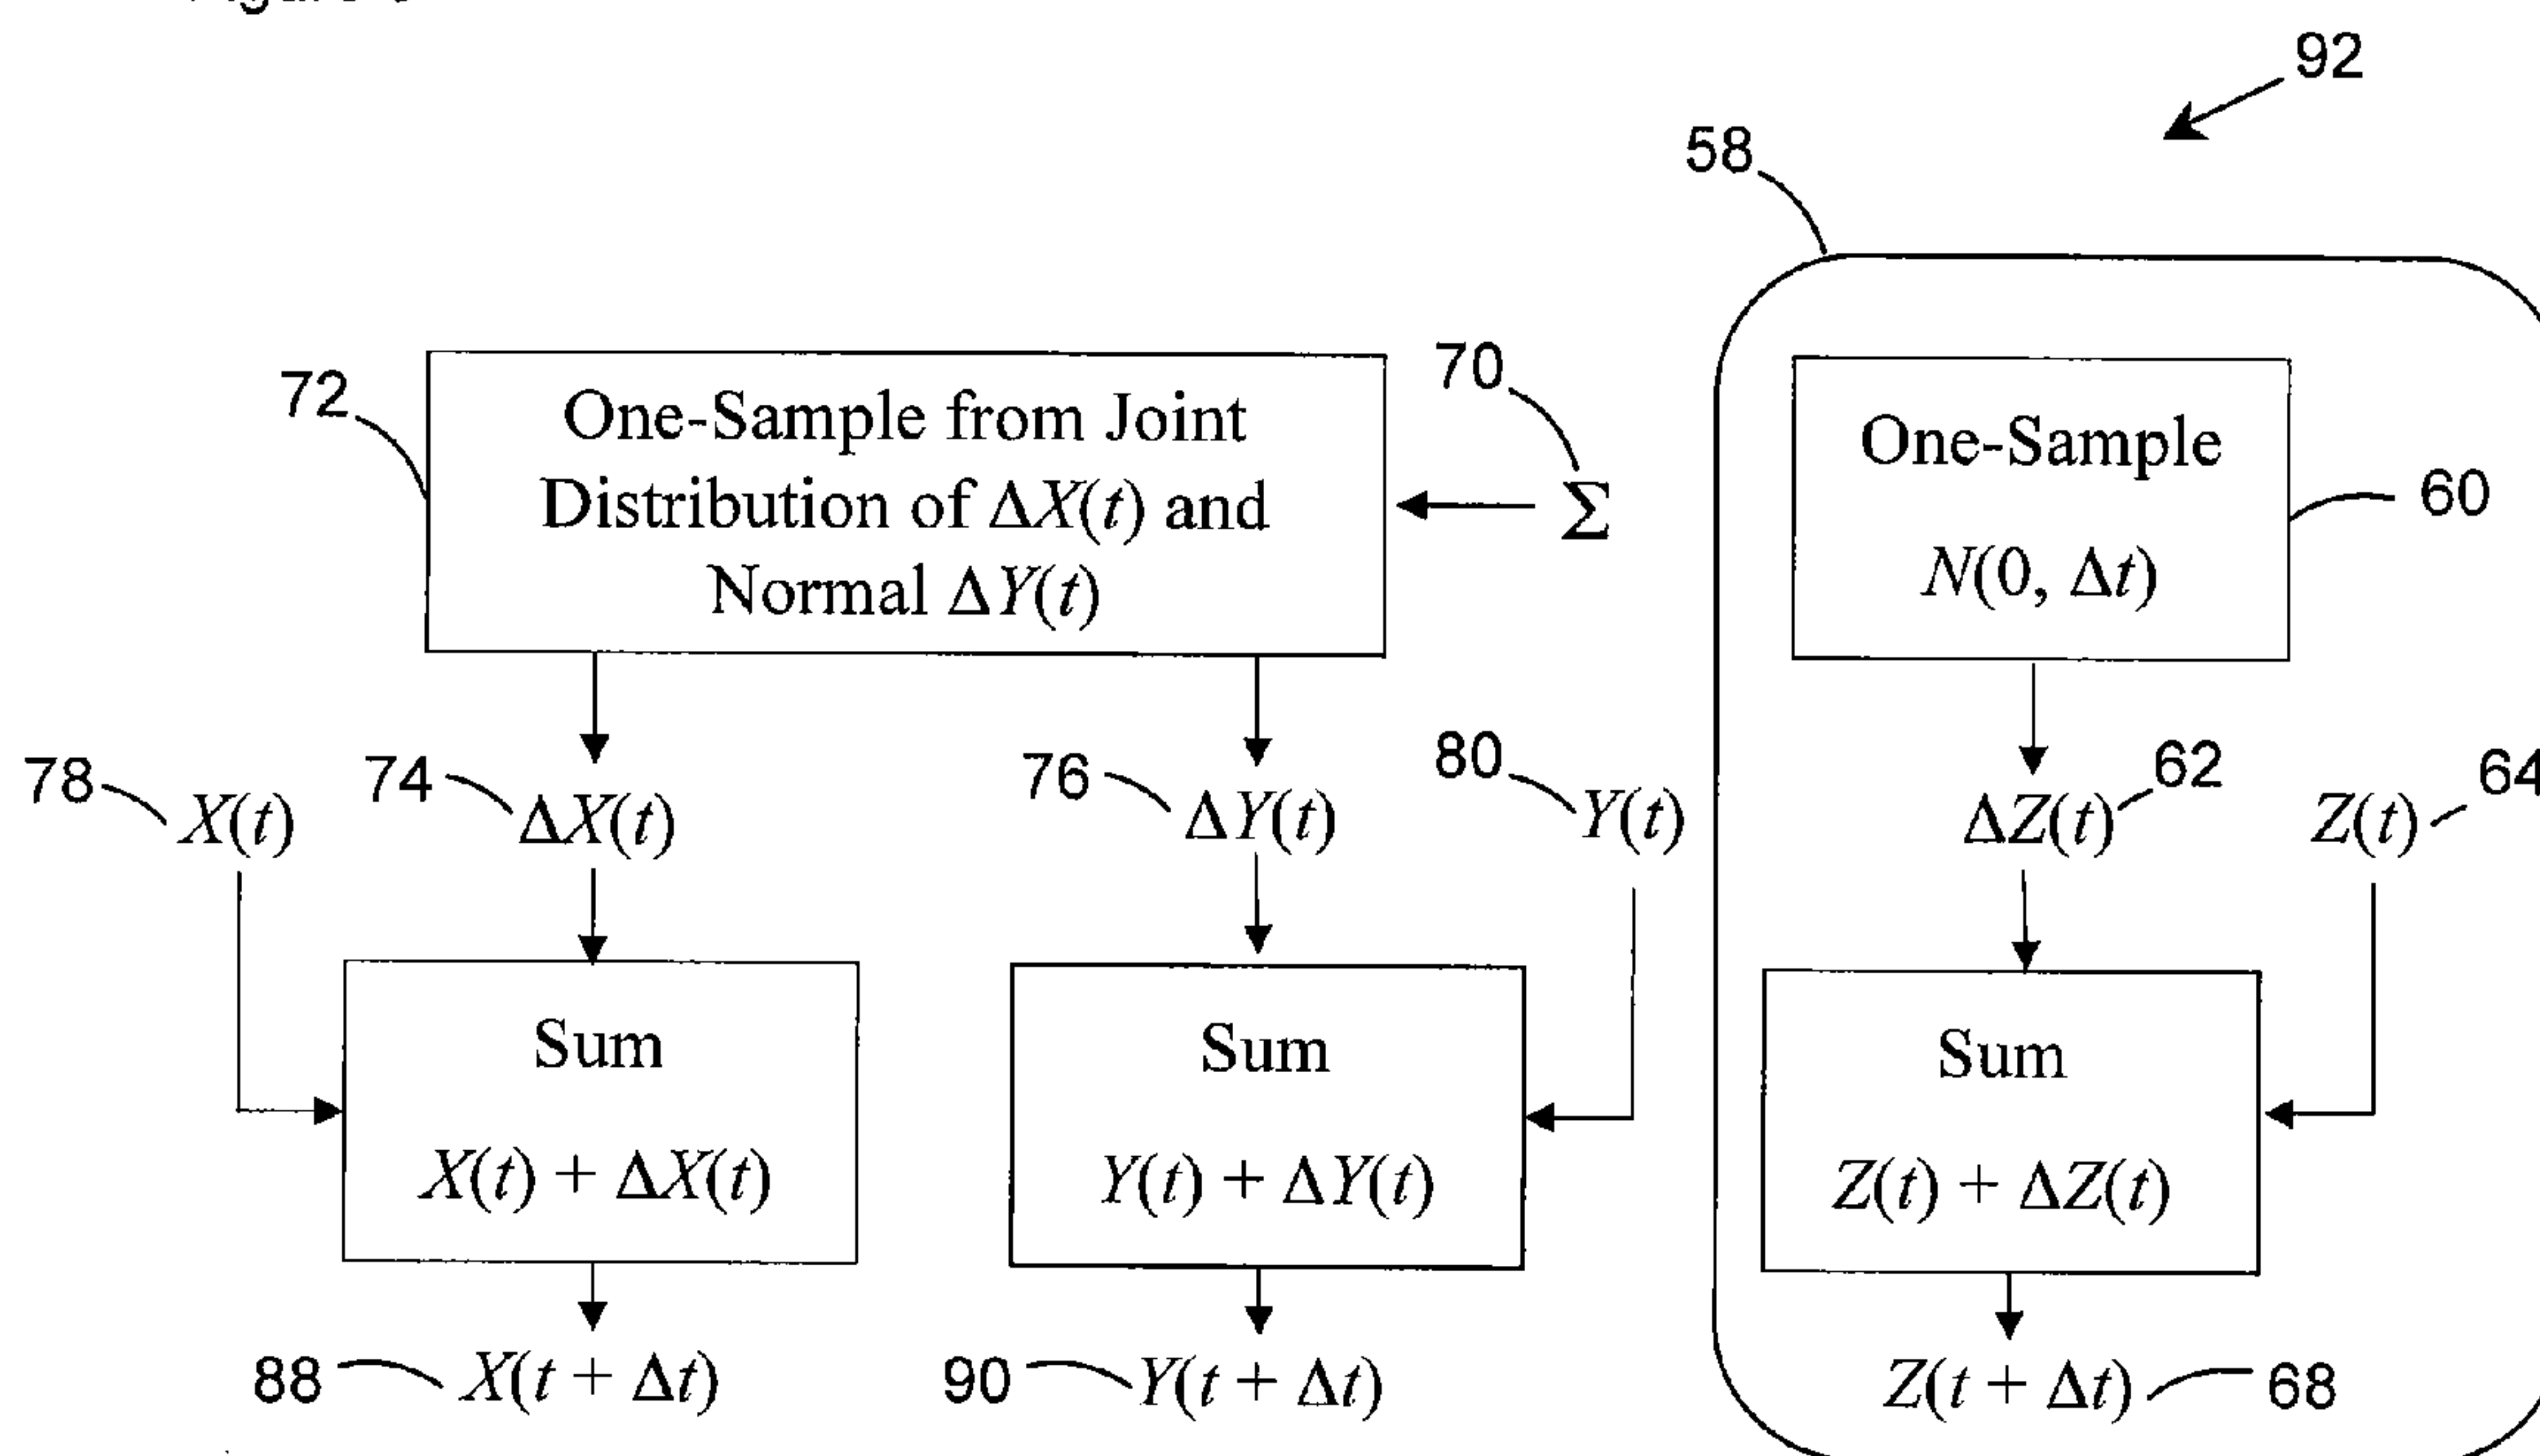 92
58
72
One-Sample from Joint
Distribution of ΔX(t) and
Normal ΔY(t)
70
Σ
One-Sample
N(0, Δt)
60
78
X(t)
74
ΔX(t)
76
ΔY(t)
80
Y(t)
ΔZ(t)
62
Z(t)
64
Sum
X(t) + ΔX(t)
Sum
Y(t) + ΔY(t)
Sum
Z(t) + ΔZ(t)
88
X(t + Δt)
90
Y(t + Δt)
Z(t + Δt)
68